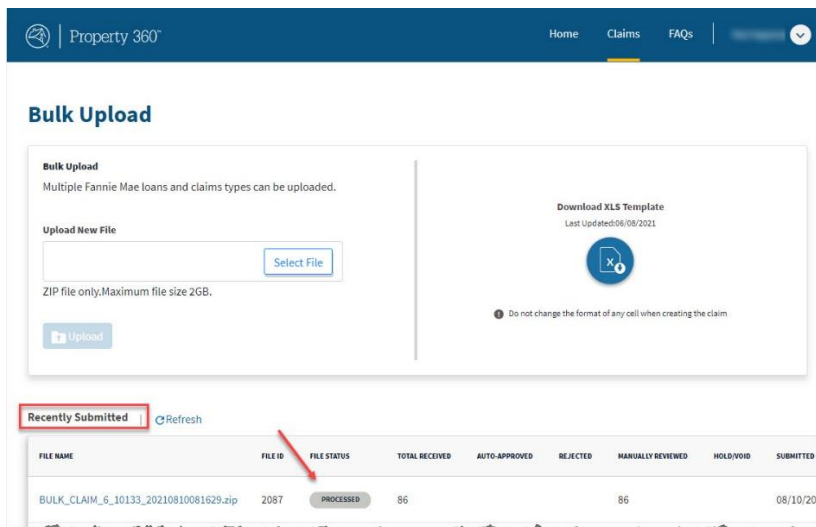 Property 360™
Home Claims FAQs
Bulk Upload
Bulk Upload
Multiple Fannie Mae loans and claims types can be uploaded.
Upload New File
Select File
ZIP file only.Maximum file size 2GB.
Upload
Download XLS Template
Last Updated:06/08/2021
Do not change the format of any cell when creating the claim
Recently Submitted | Refresh
FILE NAME FILE ID FILE STATUS TOTAL RECEIVED AUTO-APPROVED REJECTED MANUALLY REVIEWED HOLD/VOID SUBMITTED
BULK_CLAIM_6_10133_20210810081629.zip 2087 PROCESSED 86 86 08/10/20